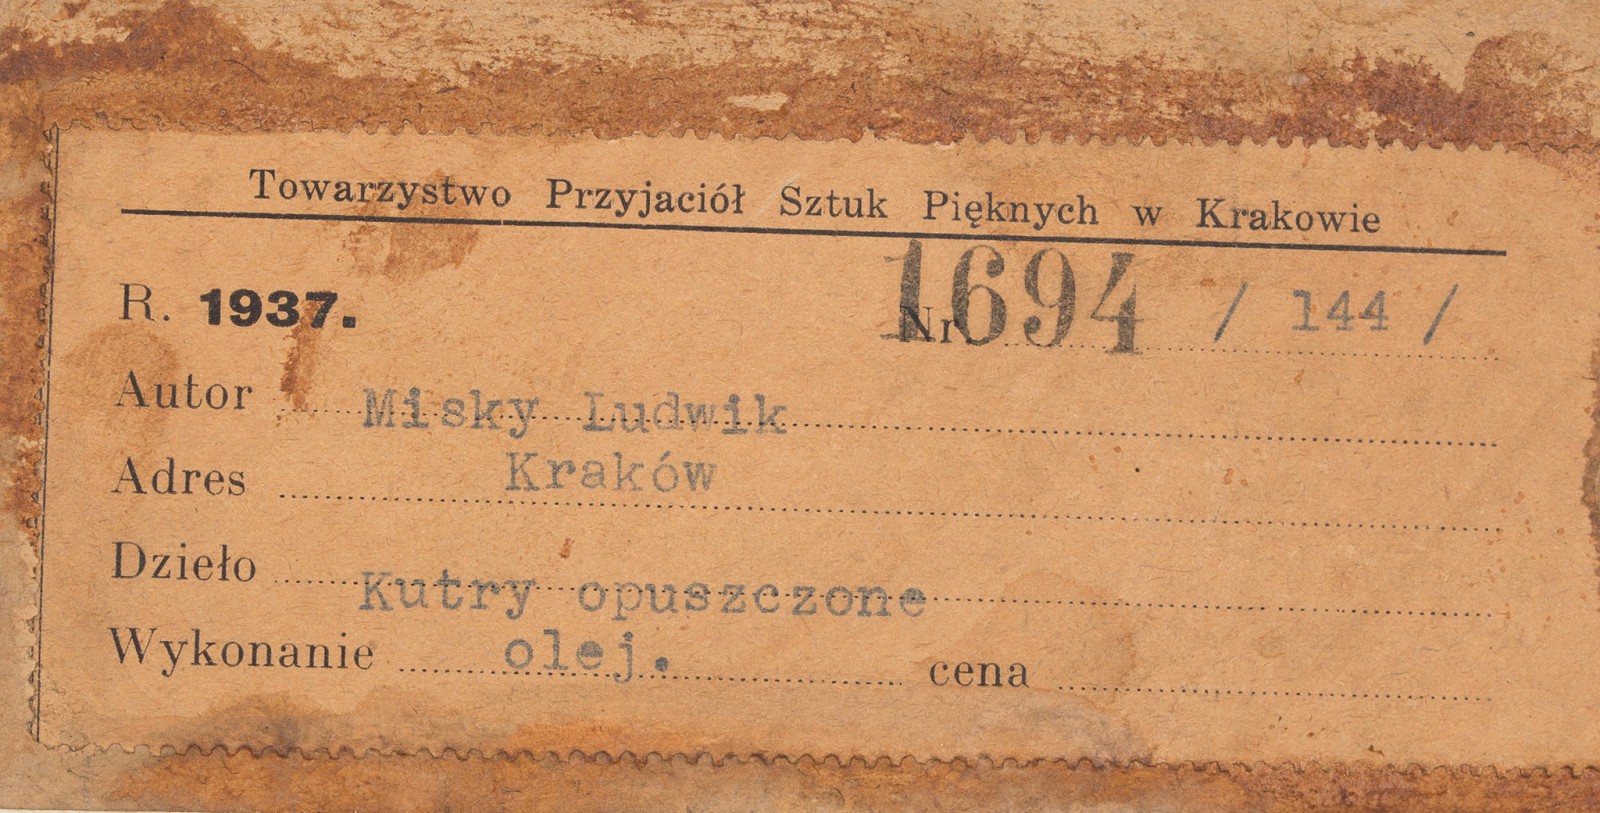 Towarzystwo Przyjaciół Sztuk Pięknych w Krakowie
R. 1937. Nr 1694 / 144 /
Autor Misky Ludwik
Adres Kraków
Dzieło Kutry opuszczone
Wykonanie olej. cena